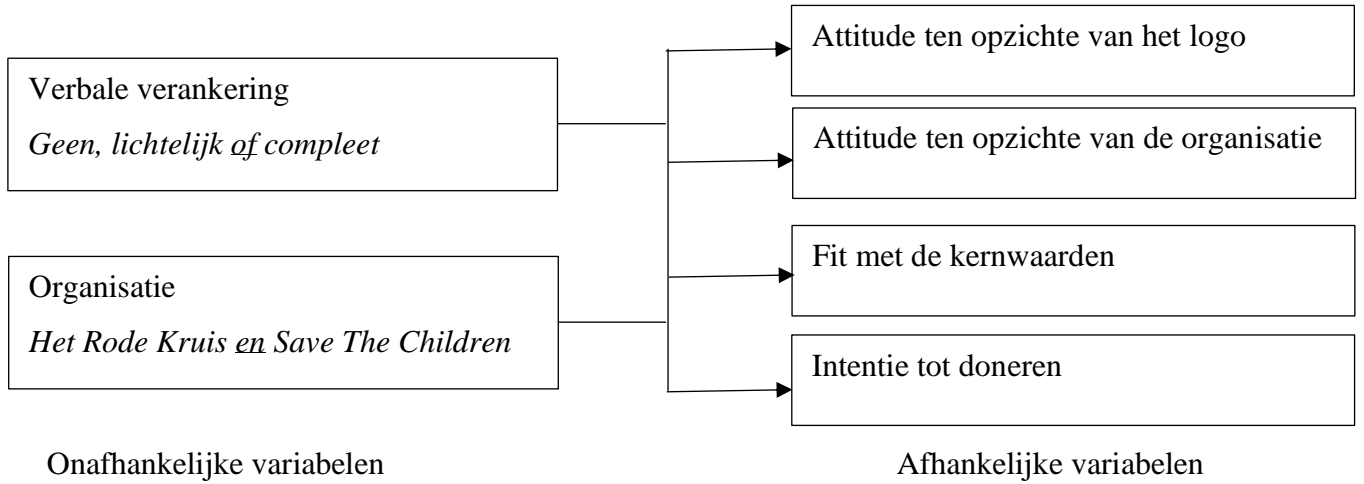 Verbale verankering
Geen, lichtelijk of compleet
Organisatie
Het Rode Kruis en Save The Children
Onafhankelijke variabelen
Attitude ten opzichte van het logo
Attitude ten opzichte van de organisatie
Fit met de kernwaarden
Intentie tot doneren
Afhankelijke variabelen